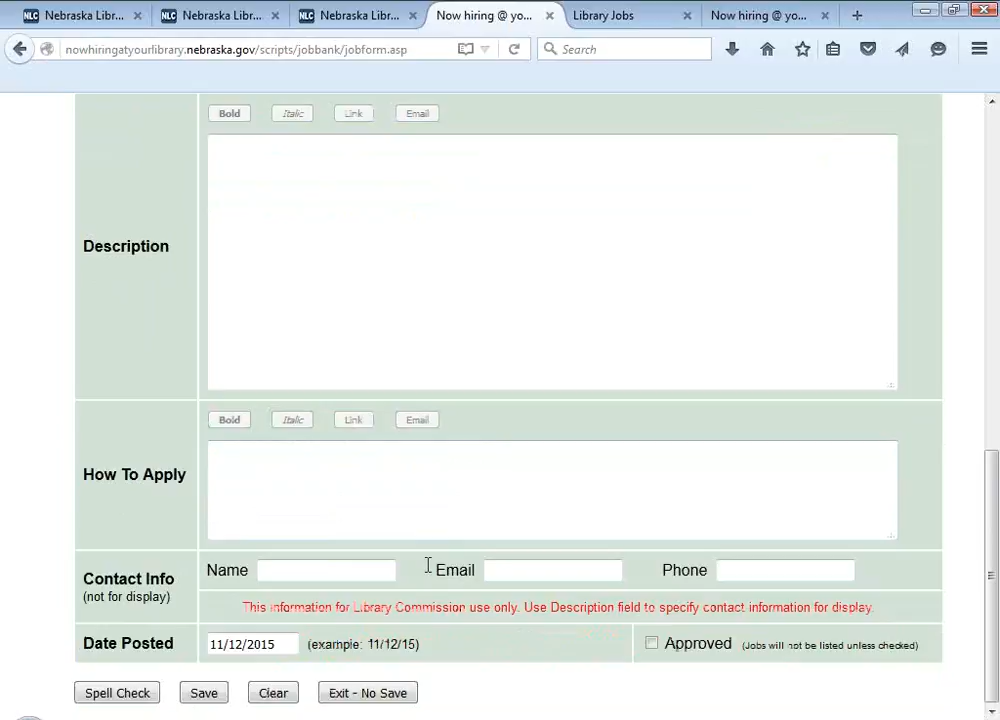 NLC Nebraska Libr... × NLC Nebraska Libr... × NLC Nebraska Libr... × Now hiring @ yo... × Library Jobs × Now hiring @ yo... ×
nowhiringatyourlibrary.nebraska.gov/scripts/jobbank/jobform.asp Search
Bold Italic Link Email
Description
Bold Italic Link Email
How To Apply
Contact Info
(not for display)
Name Email Phone
This information for Library Commission use only. Use Description field to specify contact information for display.
Date Posted 11/12/2015 (example: 11/12/15) Approved (Jobs will not be listed unless checked)
Spell Check Save Clear Exit - No Save